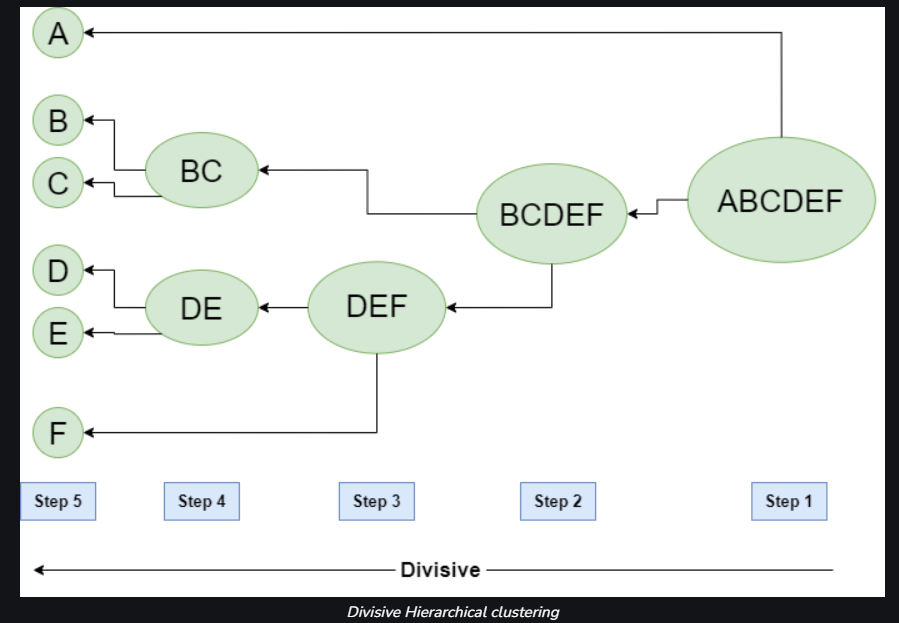 A
B
C
BC
BCDEF
ABCDEF
D
E
DE
DEF
F
Step 5
Step 4
Step 3
Step 2
Step 1
Divisive
Divisive Hierarchical clustering